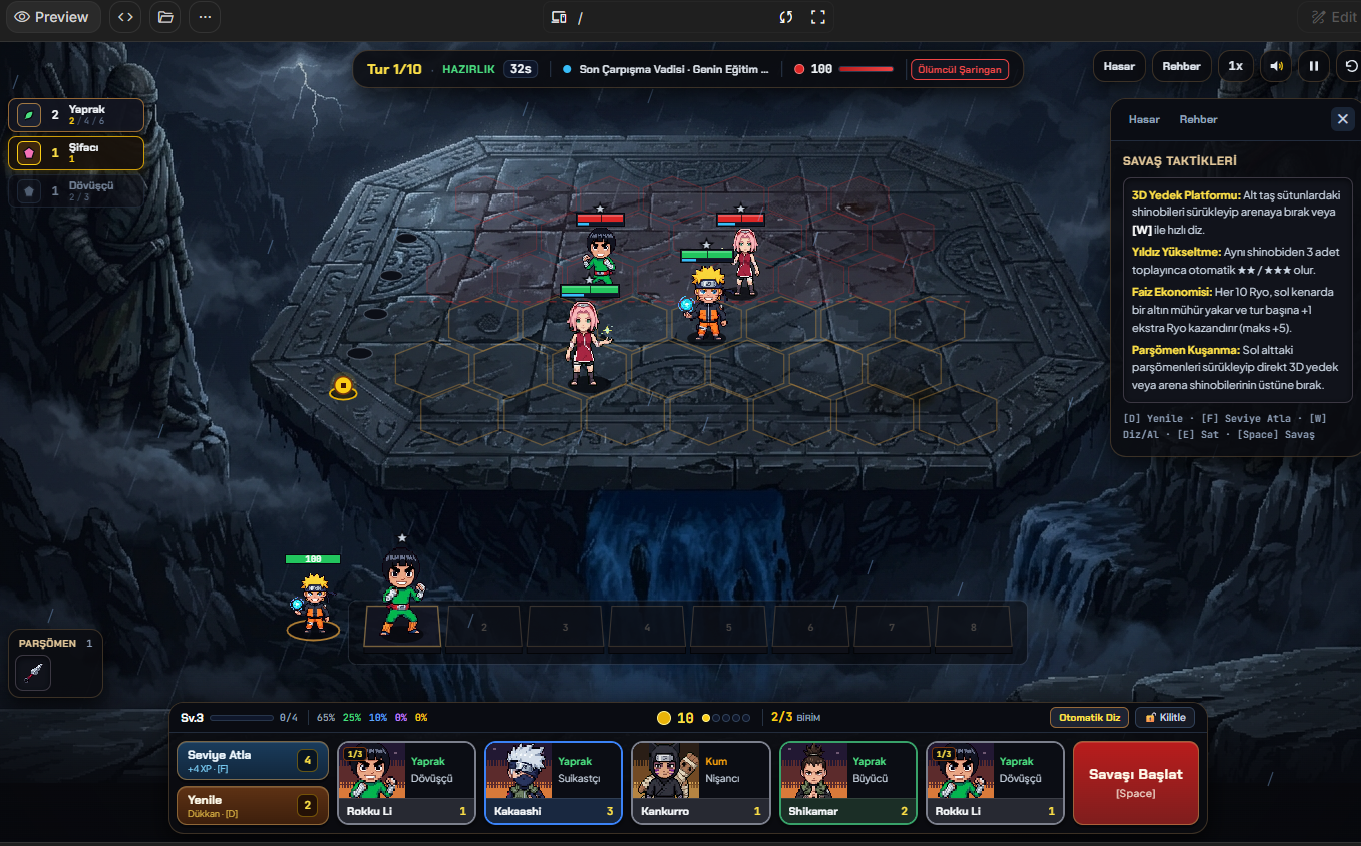 Preview
/
Edit
Tur 1/10 · HAZIRLIK 32s
Son Çarpışma Vadisi · Genin Eğitim ...
100
Ölümcül Şaringan
Hasar
Rehber
1x
2 Yaprak
2 / 4 / 6
1 Şifacı
1
1 Dövüşçü
2 / 3
Hasar
Rehber
SAVAŞ TAKTİKLERİ
3D Yedek Platformu: Alt taş sütunlardaki
shinobileri sürükleyip arenaya bırak veya
[W] ile hızlı diz.
Yıldız Yükseltme: Aynı shinobiden 3 adet
toplayınca otomatik ★★ / ★★★ olur.
Faiz Ekonomisi: Her 10 Ryo, sol kenarda
bir altın mühür yakar ve tur başına +1
ekstra Ryo kazandırır (maks +5).
Parşömen Kuşanma: Sol alttaki
parşömenleri sürükleyip direkt 3D yedek
veya arena shinobilerinin üstüne bırak.
[D] Yenile · [F] Seviye Atla · [W]
Diz/Al · [E] Sat · [Space] Savaş
100
2
3
4
5
6
7
8
PARŞÖMEN 1
Sv.3
0/4
65% 25% 10% 0% 0%
10
2/3 BİRİM
Otomatik Diz
Kilitle
Seviye Atla
+4 XP · [F]
4
Yenile
Dükkan · [D]
2
1/3
Yaprak
Dövüşçü
Rokku Li 1
Yaprak
Suikastçı
Kakaashi 3
Kum
Nişancı
Kankurro 1
Yaprak
Büyücü
Shikamar 2
1/3
Yaprak
Dövüşçü
Rokku Li 1
Savaşı Başlat
[Space]